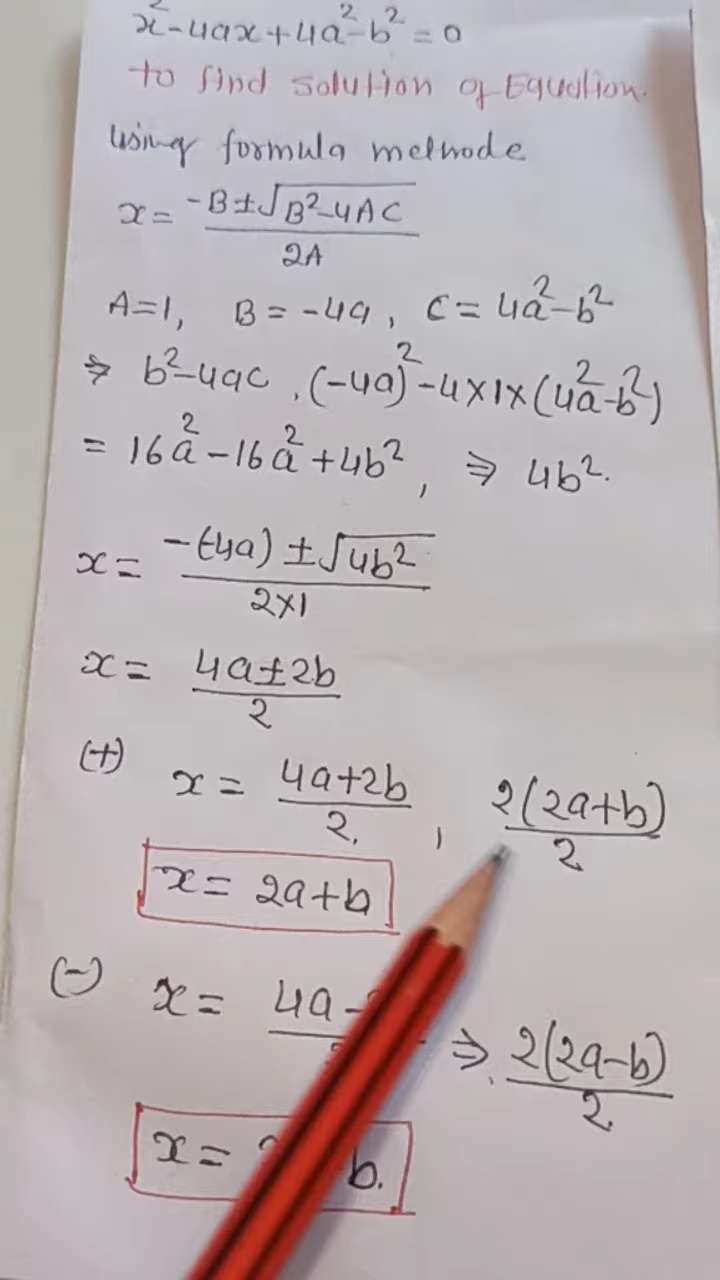 x²-4ax+4a²-b²=0
to find solution of Equation.
using formula methode
x = -B±√B²-4AC / 2A
A=1, B=-4a, C=4a²-b²
⇒ b²-4ac, (-4a)²-4×1×(4a²-b²)
= 16a²-16a²+4b², ⇒ 4b².
x = -(-4a)±√4b² / 2×1
x = 4a±2b / 2
(+) x = 4a+2b / 2, 2(2a+b) / 2
x = 2a+b
(-) x = 4a- ⇒ 2(2a-b) / 2
x = b.